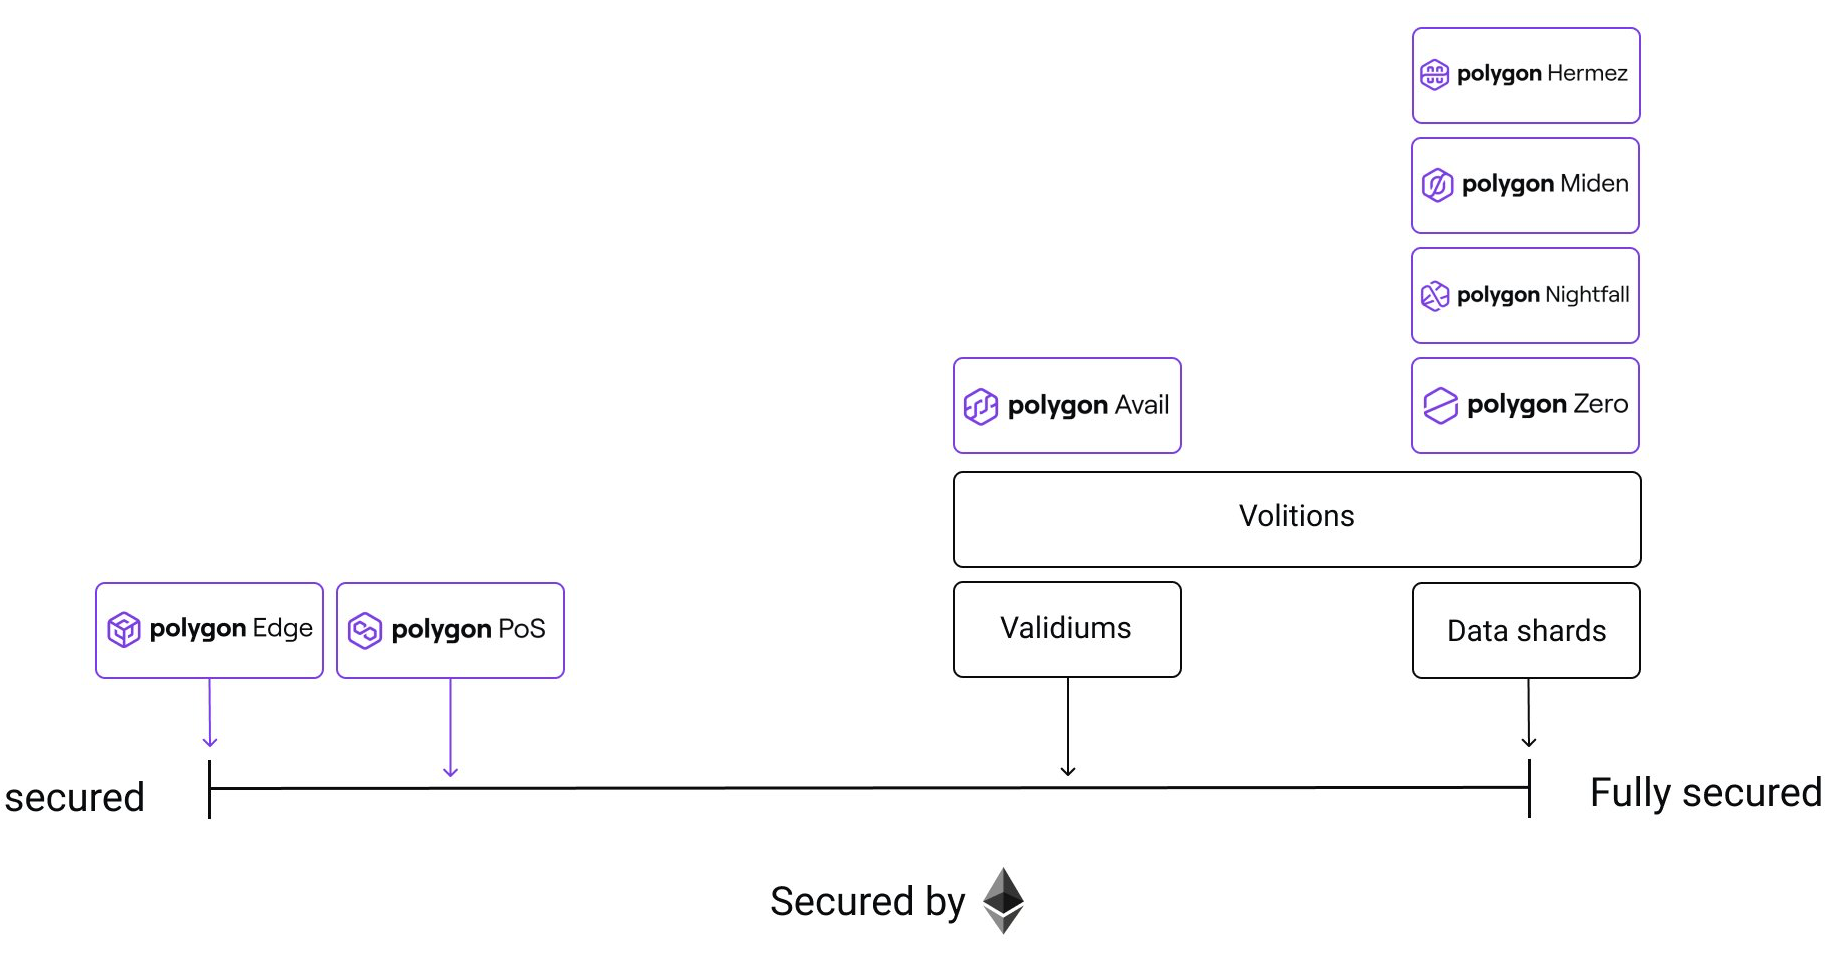 polygon Hermez
polygon Miden
polygon Nightfall
polygon Avail
polygon Zero
Volitions
polygon Edge
polygon PoS
Validiums
Data shards
secured
Fully secured
Secured by